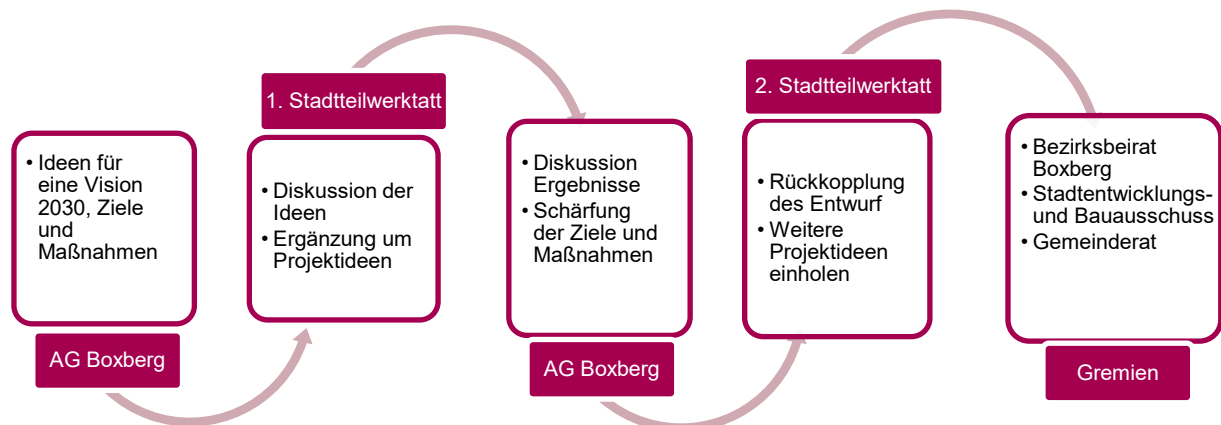 • Ideen für
eine Vision
2030, Ziele
und
Maßnahmen
AG Boxberg
1. Stadtteilwerktatt
• Diskussion der
Ideen
• Ergänzung um
Projektideen
• Diskussion
Ergebnisse
• Schärfung
der Ziele und
Maßnahmen
AG Boxberg
2. Stadtteilwerktatt
• Rückkopplung
des Entwurf
• Weitere
Projektideen
einholen
• Bezirksbeirat
Boxberg
• Stadtentwicklungs-
und Bauausschuss
• Gemeinderat
Gremien